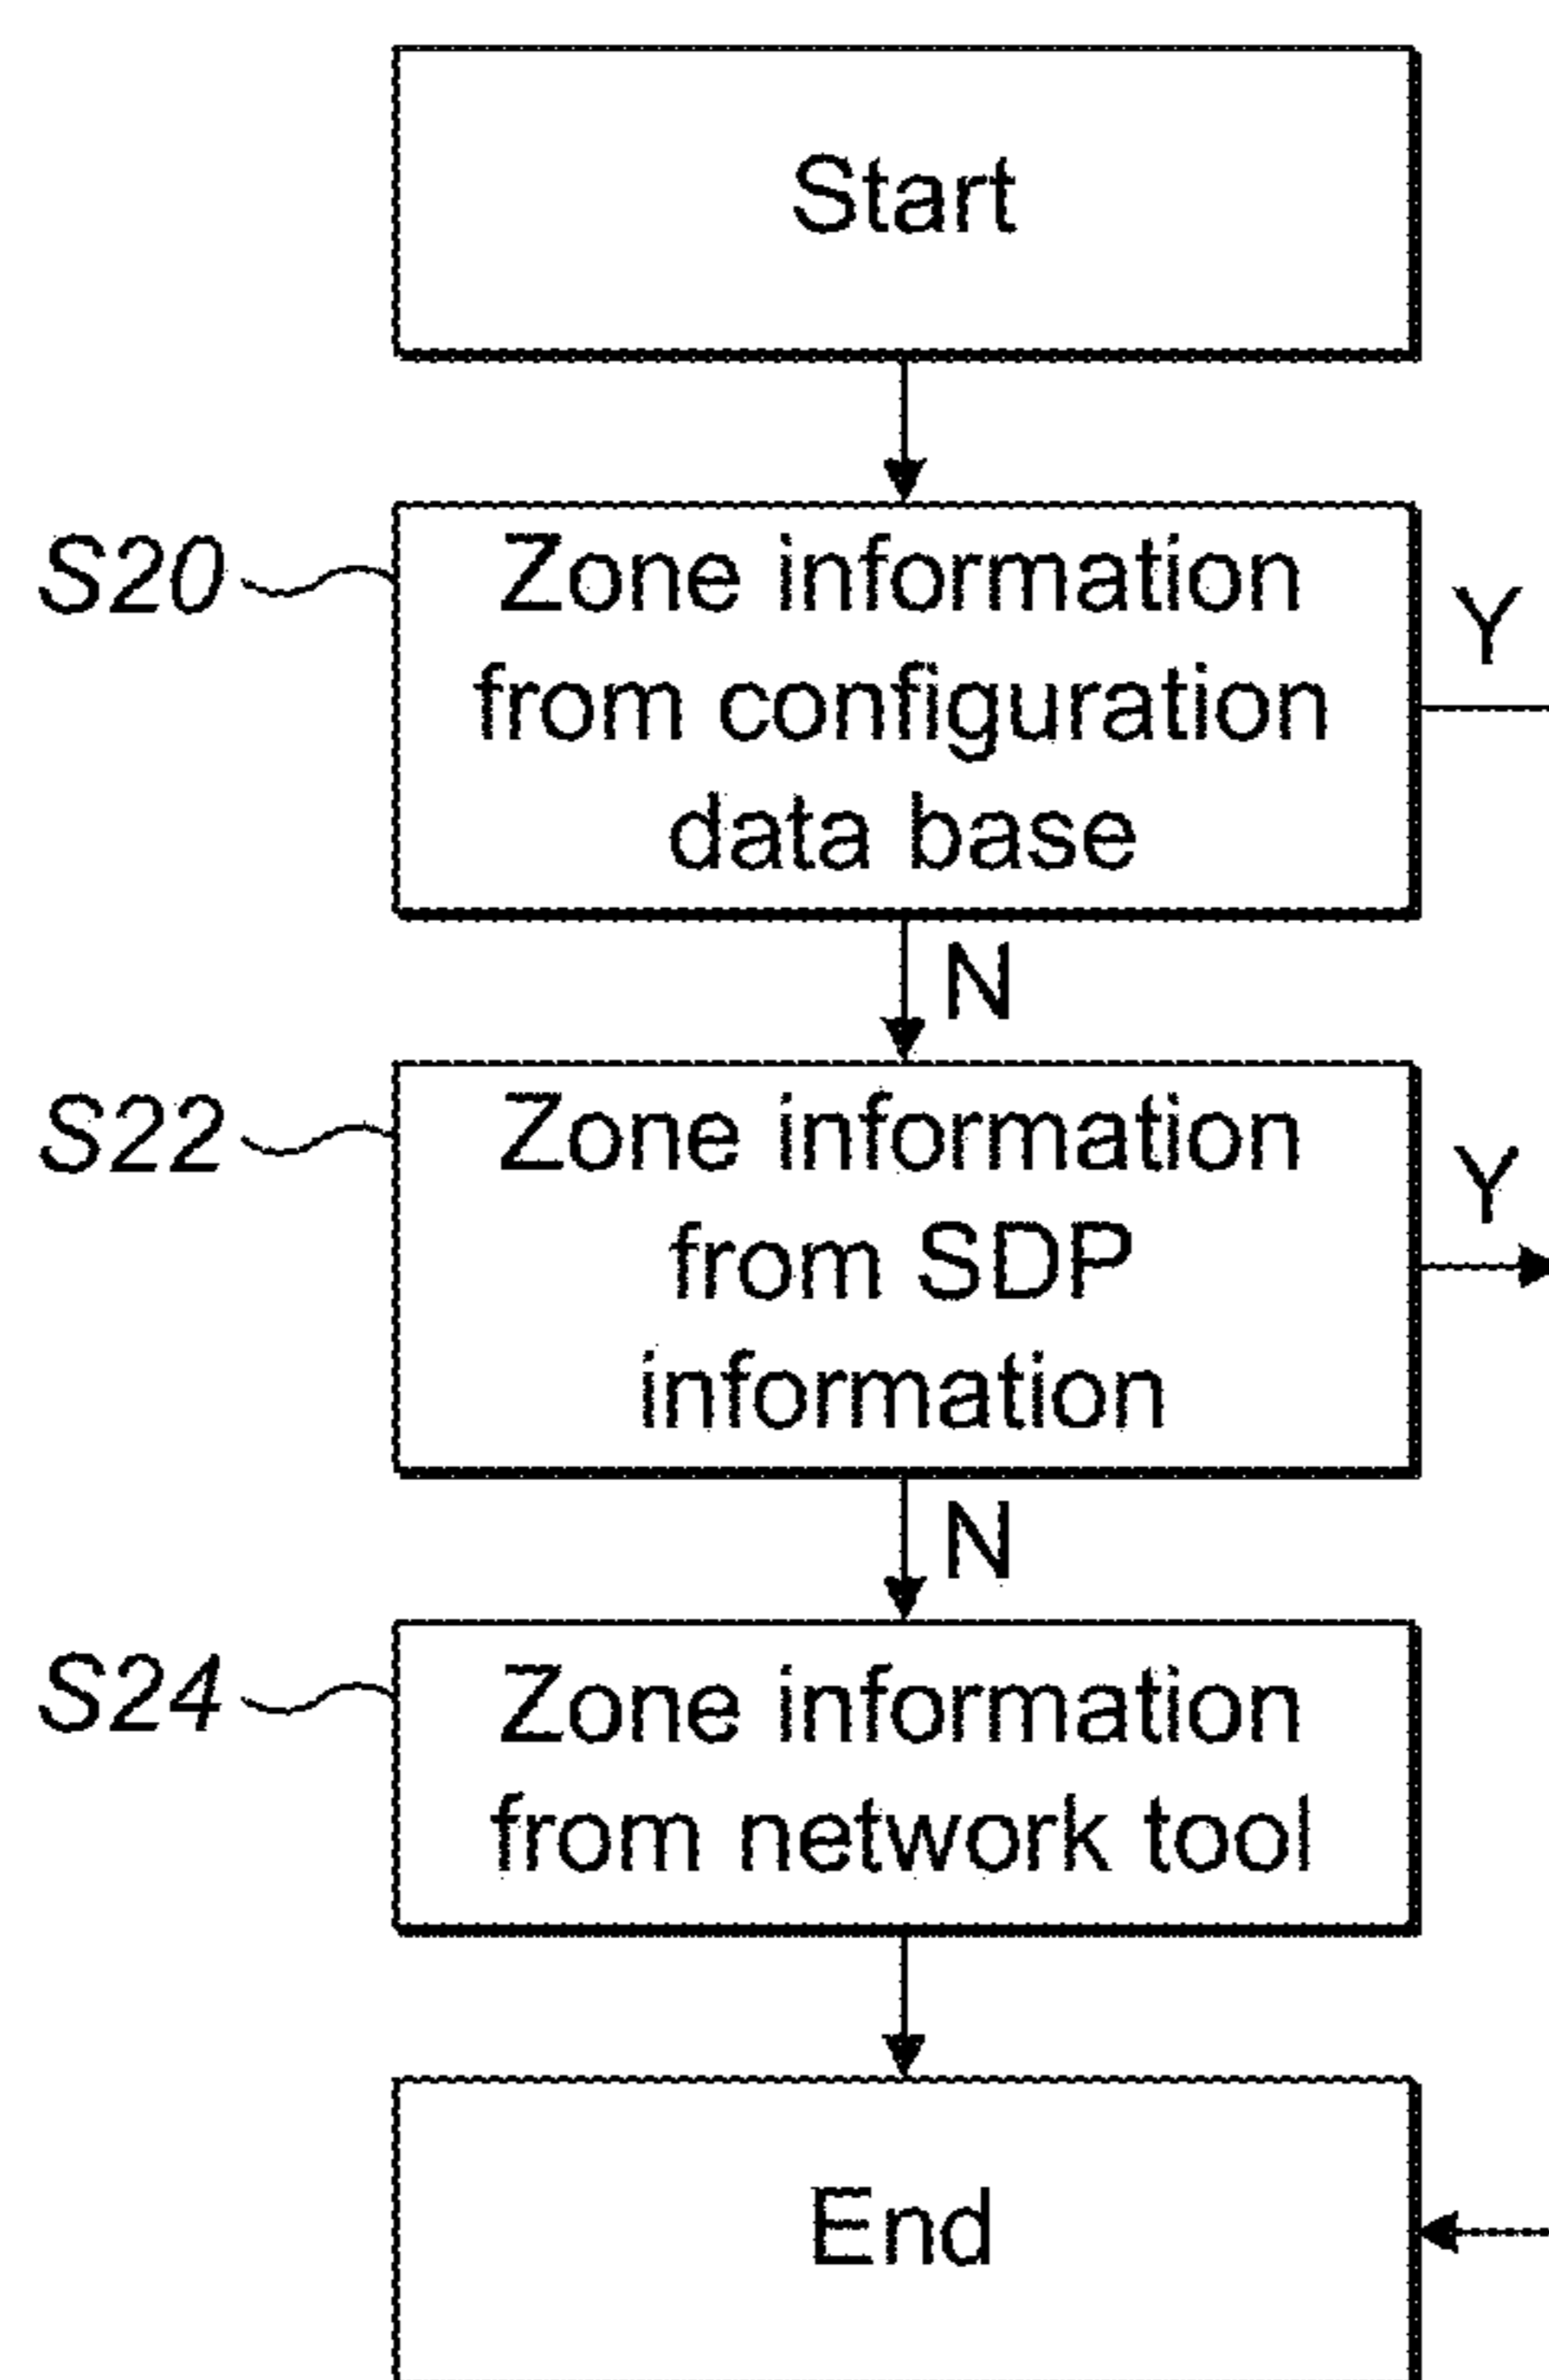 Start
S20
Zone information
from configuration
data base
Y
N
S22
Zone information
from SDP
information
Y
N
S24
Zone information
from network tool
End